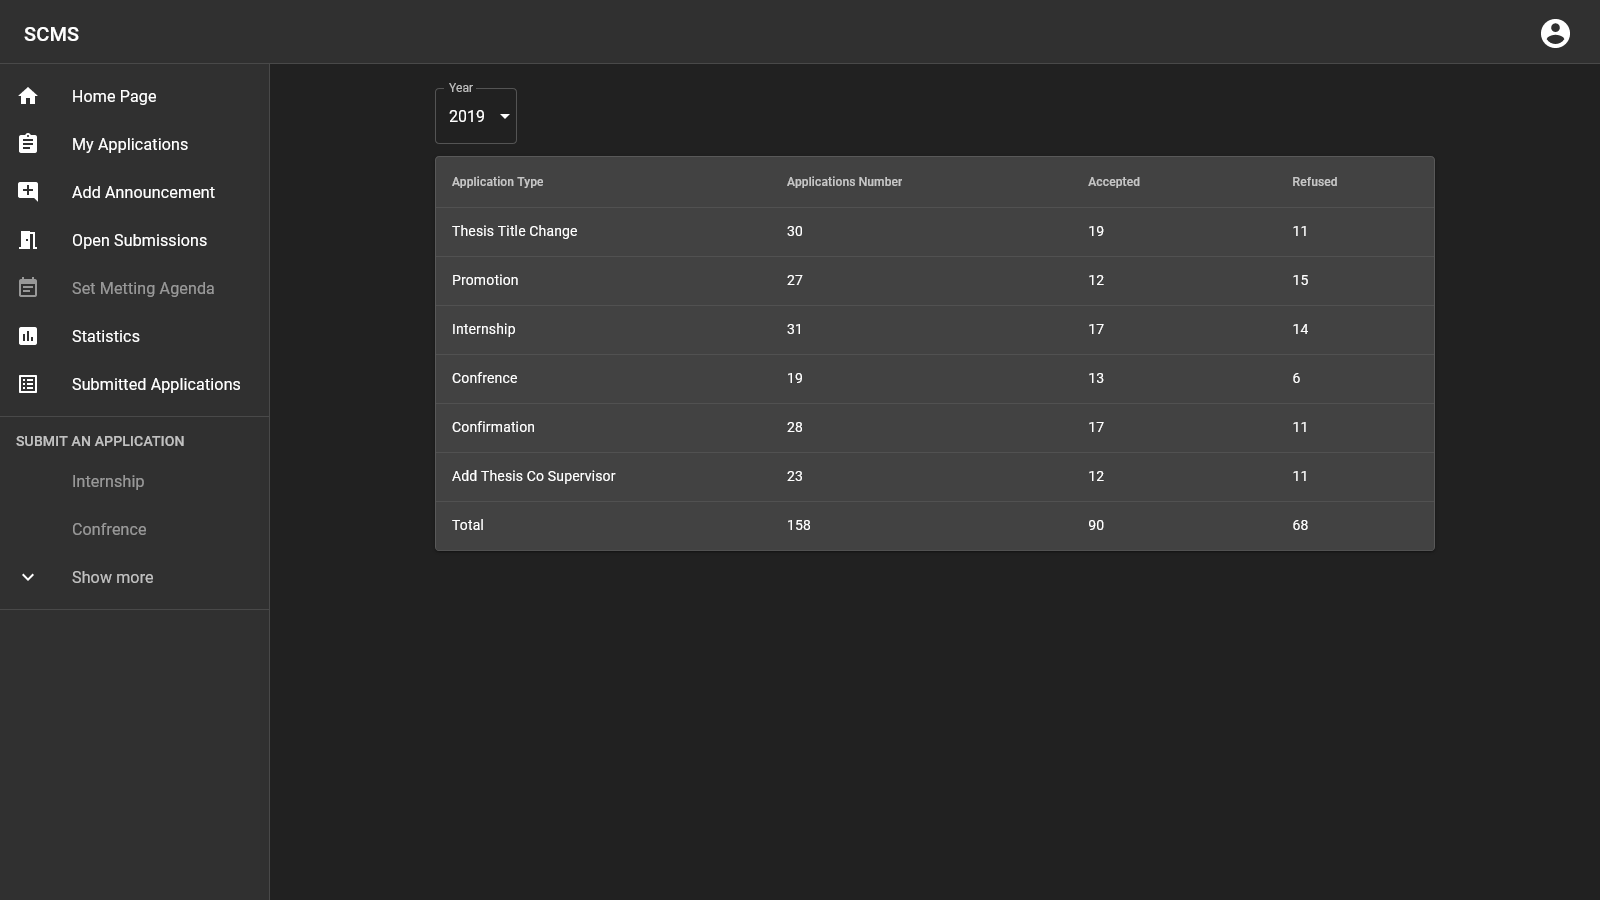 SCMS
Home Page
My Applications
Add Announcement
Open Submissions
Set Metting Agenda
Statistics
Submitted Applications
SUBMIT AN APPLICATION
Internship
Confrence
Show more
Year
2019
Application Type Applications Number Accepted Refused
Thesis Title Change 30 19 11
Promotion 27 12 15
Internship 31 17 14
Confrence 19 13 6
Confirmation 28 17 11
Add Thesis Co Supervisor 23 12 11
Total 158 90 68